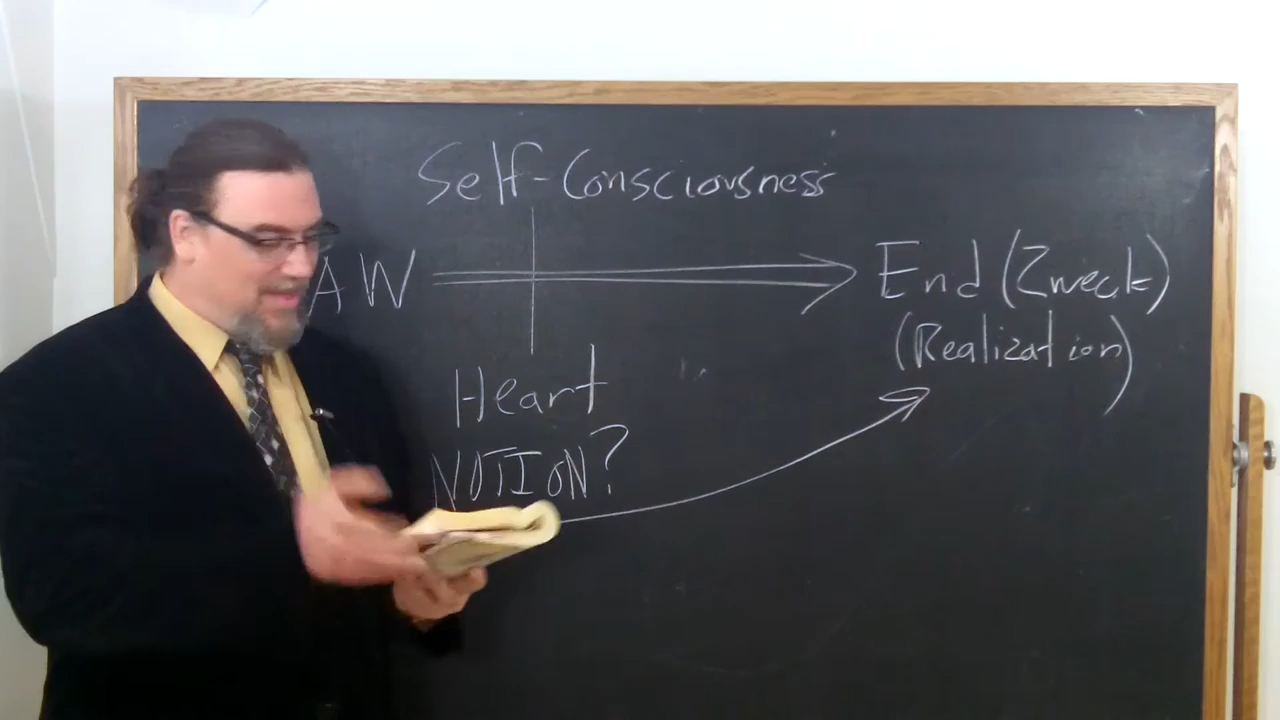 Self-Consciousness
AW
End (Zweck)
(Realization)
Heart
NOTION?